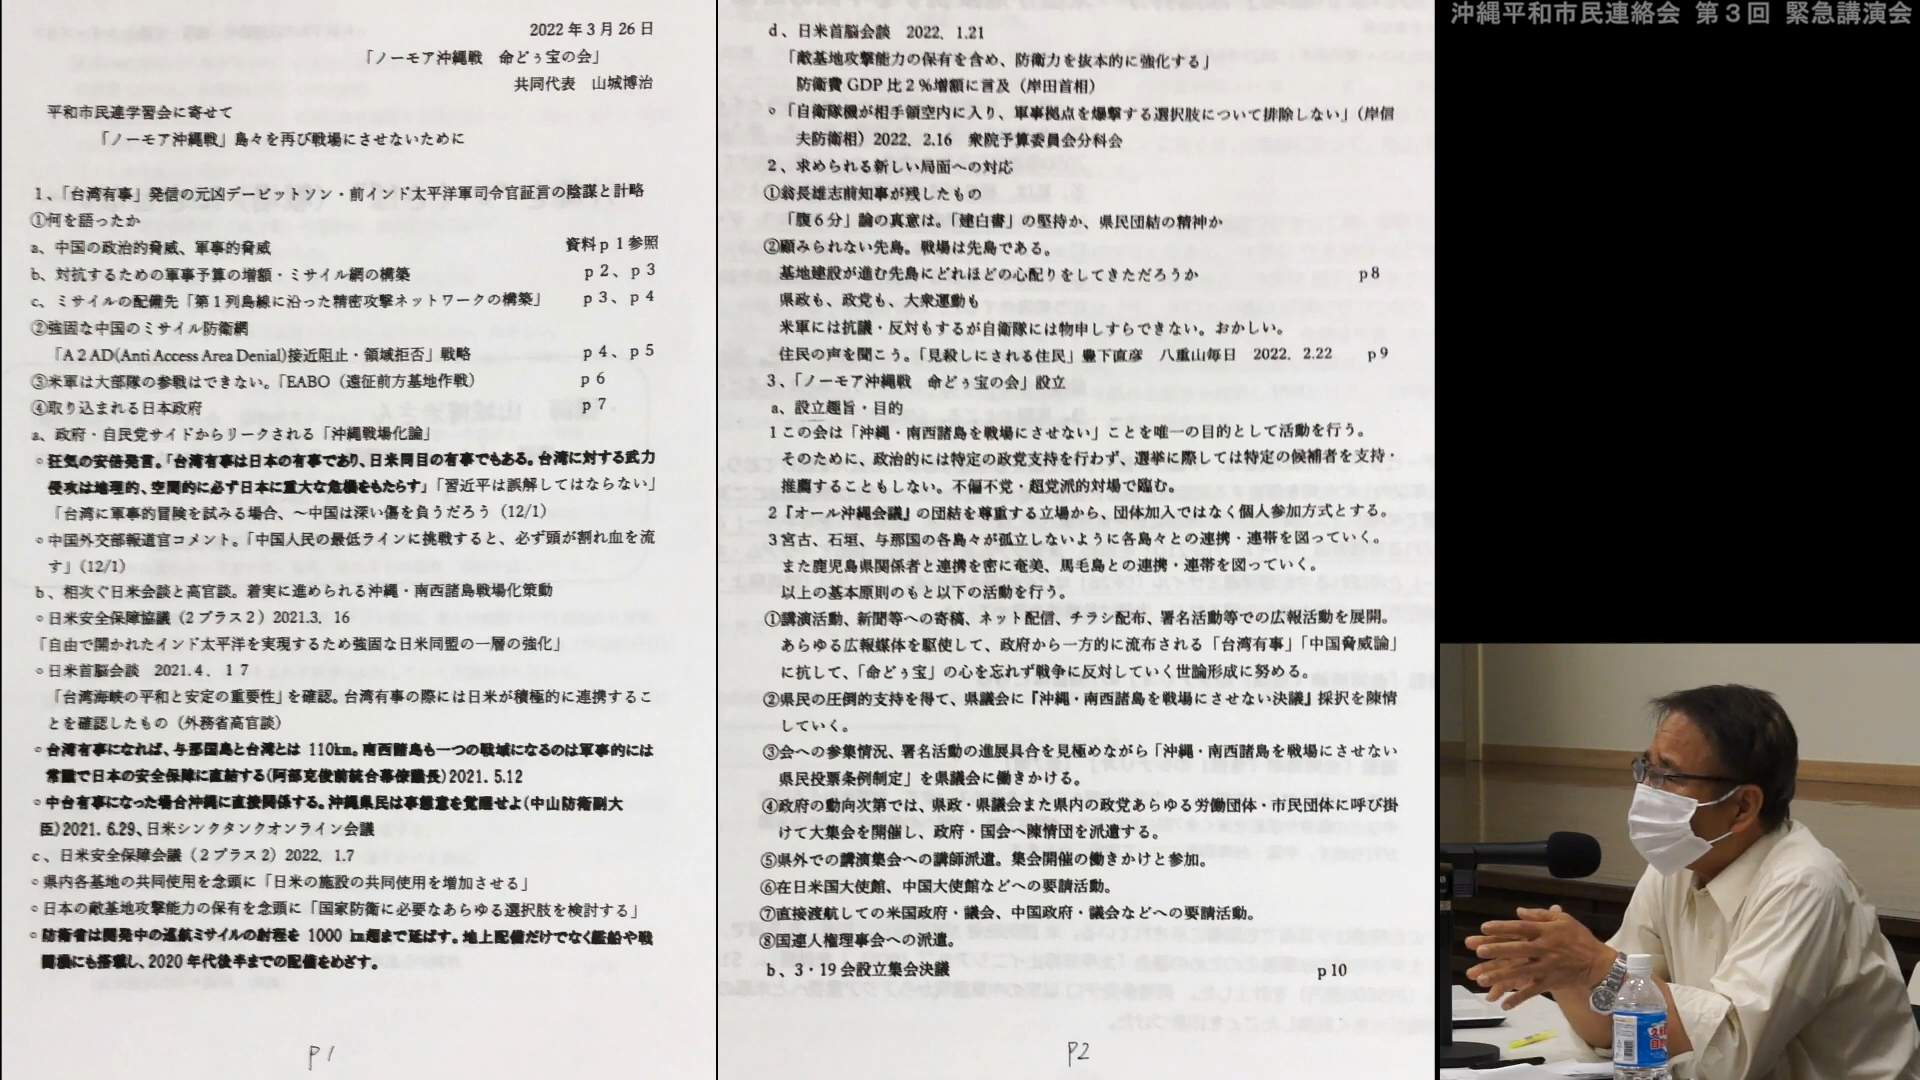 2022年3月26日
「ノーモア沖縄戦　命どぅ宝の会」
共同代表　山城博治
平和市民連学習会に寄せて
「ノーモア沖縄戦」島々を再び戦場にさせないために
1、「台湾有事」発信の元凶デービットソン・前インド太平洋軍司令官証言の陰謀と計略
①何を語ったか
a、中国の政治的脅威、軍事的脅威　資料p1参照
b、対抗するための軍事予算の増額・ミサイル網の構築　p2、p3
c、ミサイルの配備先「第1列島線に沿った精密攻撃ネットワークの構築」　p3、p4
②強固な中国のミサイル防衛網
「A2AD(Anti Access Area Denial)接近阻止・領域拒否」戦略　p4、p5
③米軍は大部隊の参戦はできない。「EABO（遠征前方基地作戦）　p6
④取り込まれる日本政府　p7
a、政府・自民党サイドからリークされる「沖縄戦場化論」
○狂気の安倍発言。「台湾有事は日本の有事であり、日米同目の有事でもある。台湾に対する武力
侵攻は地理的、空間的に必ず日本に重大な危機をもたらす」「習近平は誤解してはならない」
「台湾に軍事的冒険を試みる場合、～中国は深い傷を負うだろう（12/1）
○中国外交部報道官コメント。「中国人民の最低ラインに挑戦すると、必ず頭が割れ血を流
す」（12/1）
b、相次ぐ日米会談と高官談。着実に進められる沖縄・南西諸島戦場化策動
○日米安全保障協議（2プラス2）2021.3.16
「自由で開かれたインド太平洋を実現するため強固な日米同盟の一層の強化」
○日米首脳会談　2021.4.17
「台湾海峡の平和と安定の重要性」を確認。台湾有事の際には日米が積極的に連携するこ
とを確認したもの（外務省高官談）
○台湾有事になれば、与那国島と台湾とは110km。南西諸島も一つの戦域になるのは軍事的には
常識で日本の安全保障に直結する（阿部克俊前統合幕僚議長）2021.5.12
○中台有事になった場合沖縄に直接関係する。沖縄県民は事態意を覚醒せよ（中山防衛副大
臣）2021.6.29、日米シンクタンクオンライン会議
c、日米安全保障会議（2プラス2）2022.1.7
○県内各基地の共同使用を念頭に「日米の施設の共同使用を増加させる」
○日本の敵基地攻撃能力の保有を念頭に「国家防衛に必要なあらゆる選択肢を検討する」
○防衛省は開発中の巡航ミサイルの射程を1000km超まで延ばす。地上配備だけでなく艦船や戦
闘機にも搭載し、2020年代後半までの配備をめざす。
P1
d、日米首脳会談　2022.1.21
「敵基地攻撃能力の保有を含め、防衛力を抜本的に強化する」
防衛費GDP比2％増額に言及（岸田首相）
○「自衛隊機が相手領空内に入り、軍事拠点を爆撃する選択肢について排除しない」（岸信
夫防衛相）2022.2.16　衆院予算委員会分科会
2、求められる新しい局面への対応
①翁長雄志前知事が残したもの
「腹6分」論の真意は。「建白書」の堅持か、県民団結の精神か
②顧みられない先島。戦場は先島である。
基地建設が進む先島にどれほどの心配りをしてきただろうか　p8
県政も、政党も、大衆運動も
米軍には抗議・反対もするが自衛隊には物申しすらできない。おかしい。
住民の声を聞こう。「見殺しにされる住民」豊下直彦　八重山毎日　2022.2.22　p9
3、「ノーモア沖縄戦　命どぅ宝の会」設立
a、設立趣旨・目的
1この会は「沖縄・南西諸島を戦場にさせない」ことを唯一の目的として活動を行う。
そのために、政治的には特定の政党支持を行わず、選挙に際しては特定の候補者を支持・
推薦することもしない。不偏不党・超党派的対場で臨む。
2『オール沖縄会議』の団結を尊重する立場から、団体加入ではなく個人参加方式とする。
3宮古、石垣、与那国の各島々が孤立しないように各島々との連携・連帯を図っていく。
また鹿児島県関係者と連携を密に奄美、馬毛島との連携・連帯を図っていく。
以上の基本原則のもと以下の活動を行う。
①講演活動、新聞等への寄稿、ネット配信、チラシ配布、署名活動等での広報活動を展開。
あらゆる広報媒体を駆使して、政府から一方的に流布される「台湾有事」「中国脅威論」
に抗して、「命どぅ宝」の心を忘れず戦争に反対していく世論形成に努める。
②県民の圧倒的支持を得て、県議会に『沖縄・南西諸島を戦場にさせない決議』採択を陳情
していく。
③会への参集情況、署名活動の進展具合を見極めながら「沖縄・南西諸島を戦場にさせない
県民投票条例制定」を県議会に働きかける。
④政府の動向次第では、県政・県議会また県内の政党あらゆる労働団体・市民団体に呼び掛
けて大集会を開催し、政府・国会へ陳情団を派遣する。
⑤県外での講演集会への講師派遣。集会開催の働きかけと参加。
⑥在日米国大使館、中国大使館などへの要請活動。
⑦直接渡航しての米国政府・議会、中国政府・議会などへの要請活動。
⑧国連人権理事会への派遣。
b、3・19会設立集会決議　p10
P2
沖縄平和市民連絡会 第3回 緊急講演会